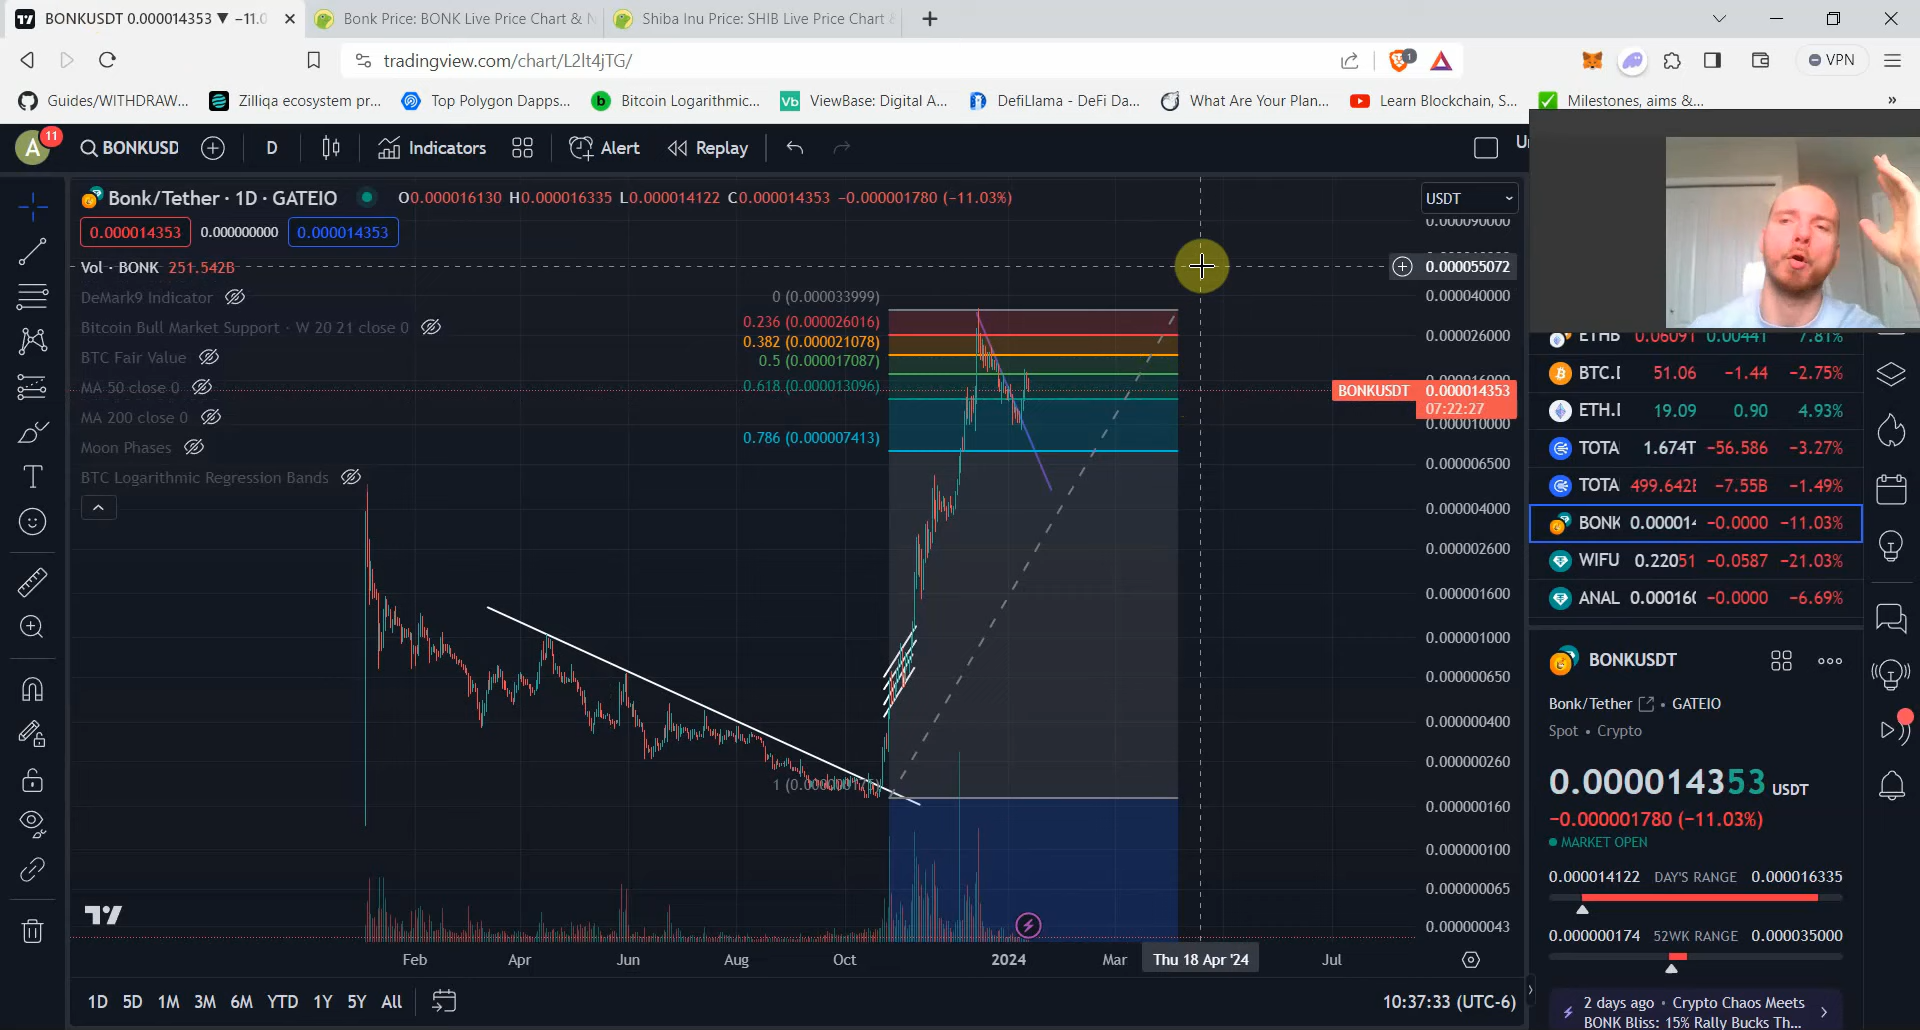 BONKUSDT 0.000014353 ▼ −11.0
Bonk Price: BONK Live Price Chart & N
Shiba Inu Price: SHIB Live Price Chart &
tradingview.com/chart/L2lt4jTG/
1
VPN
Guides/WITHDRAW...
Zilliqa ecosystem pr...
Top Polygon Dapps...
Bitcoin Logarithmic...
ViewBase: Digital A...
DefiLlama - DeFi Da...
What Are Your Plan...
Learn Blockchain, S...
Milestones, aims &...
»
A 11
BONKUSD
D
Indicators
Alert
Replay
Un
Bonk/Tether · 1D · GATEIO
O0.000016130 H0.000016335 L0.000014122 C0.000014353 −0.000001780 (−11.03%)
USDT
0.000014353
0.000000000
0.000014353
Vol · BONK 251.542B
DeMark9 Indicator
Bitcoin Bull Market Support · W 20 21 close 0
BTC Fair Value
MA 50 close 0
MA 200 close 0
Moon Phases
BTC Logarithmic Regression Bands
0 (0.000033999)
0.236 (0.000026016)
0.382 (0.000021078)
0.5 (0.000017087)
0.618 (0.000013096)
0.786 (0.000007413)
0.000090000
0.000055072
0.000040000
0.000026000
BONKUSDT 0.000014353
07:22:27
0.000010000
0.000006500
0.000004000
0.000002600
0.000001600
0.000001000
0.000000650
0.000000400
0.000000260
0.000000160
0.000000100
0.000000065
0.000000043
Feb
Apr
Jun
Aug
Oct
2024
Mar
Thu 18 Apr '24
Jul
1D 5D 1M 3M 6M YTD 1Y 5Y All
10:37:33 (UTC-6)
ETHB 0.06091 0.00441 7.81%
BTC.D 51.06 −1.44 −2.75%
ETH.D 19.09 0.90 4.93%
TOTA 1.674T −56.586 −3.27%
TOTA 499.642B −7.55B −1.49%
BONK 0.000014 −0.0000 −11.03%
WIFU 0.22051 −0.0587 −21.03%
ANAL 0.00016 −0.0000 −6.69%
BONKUSDT
Bonk/Tether • GATEIO
Spot • Crypto
0.000014353 USDT
−0.000001780 (−11.03%)
MARKET OPEN
0.000014122 DAY'S RANGE 0.000016335
0.000000174 52WK RANGE 0.000035000
2 days ago • Crypto Chaos Meets
BONK Bliss: 15% Rally Bucks Th...